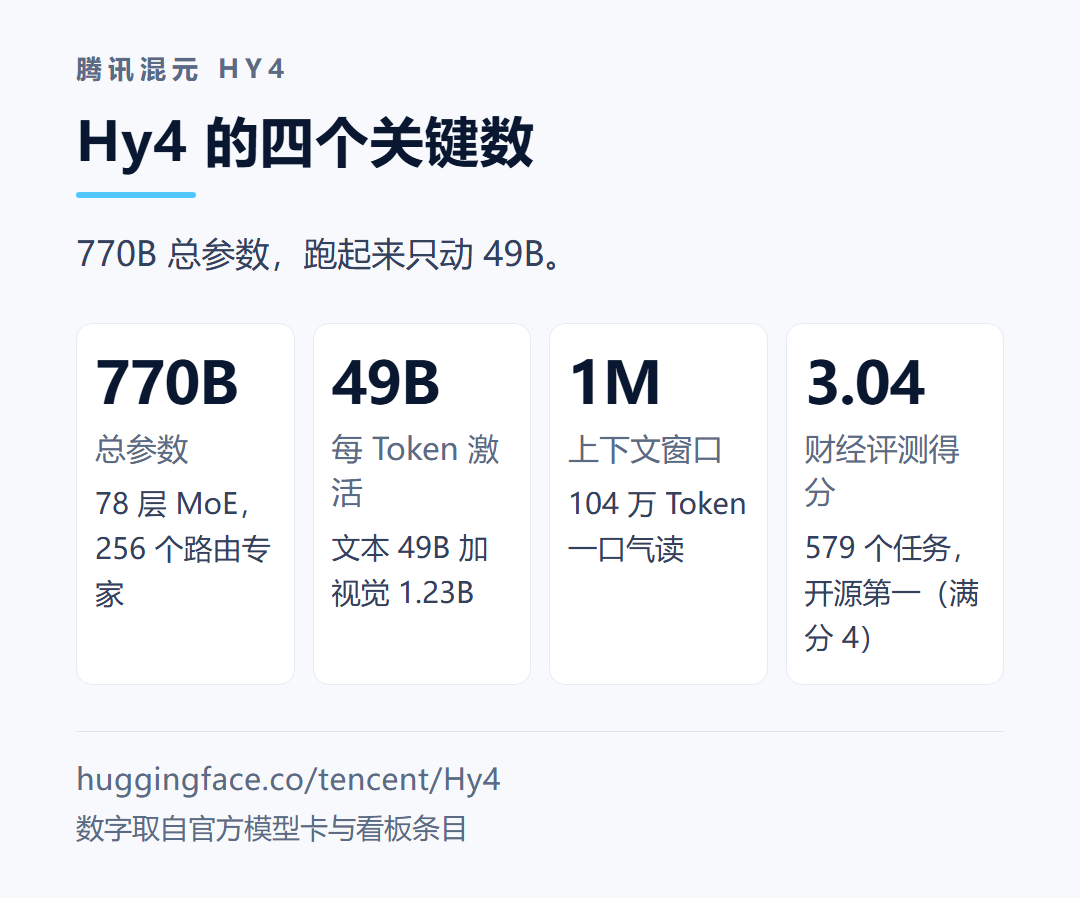 腾讯混元 HY4
Hy4 的四个关键数
770B 总参数，跑起来只动 49B。
770B
总参数
78 层 MoE，
256 个路由专
家
49B
每 Token 激
活
文本 49B 加
视觉 1.23B
1M
上下文窗口
104 万 Token
一口气读
3.04
财经评测得
分
579 个任务，
开源第一（满
分 4）
huggingface.co/tencent/Hy4
数字取自官方模型卡与看板条目